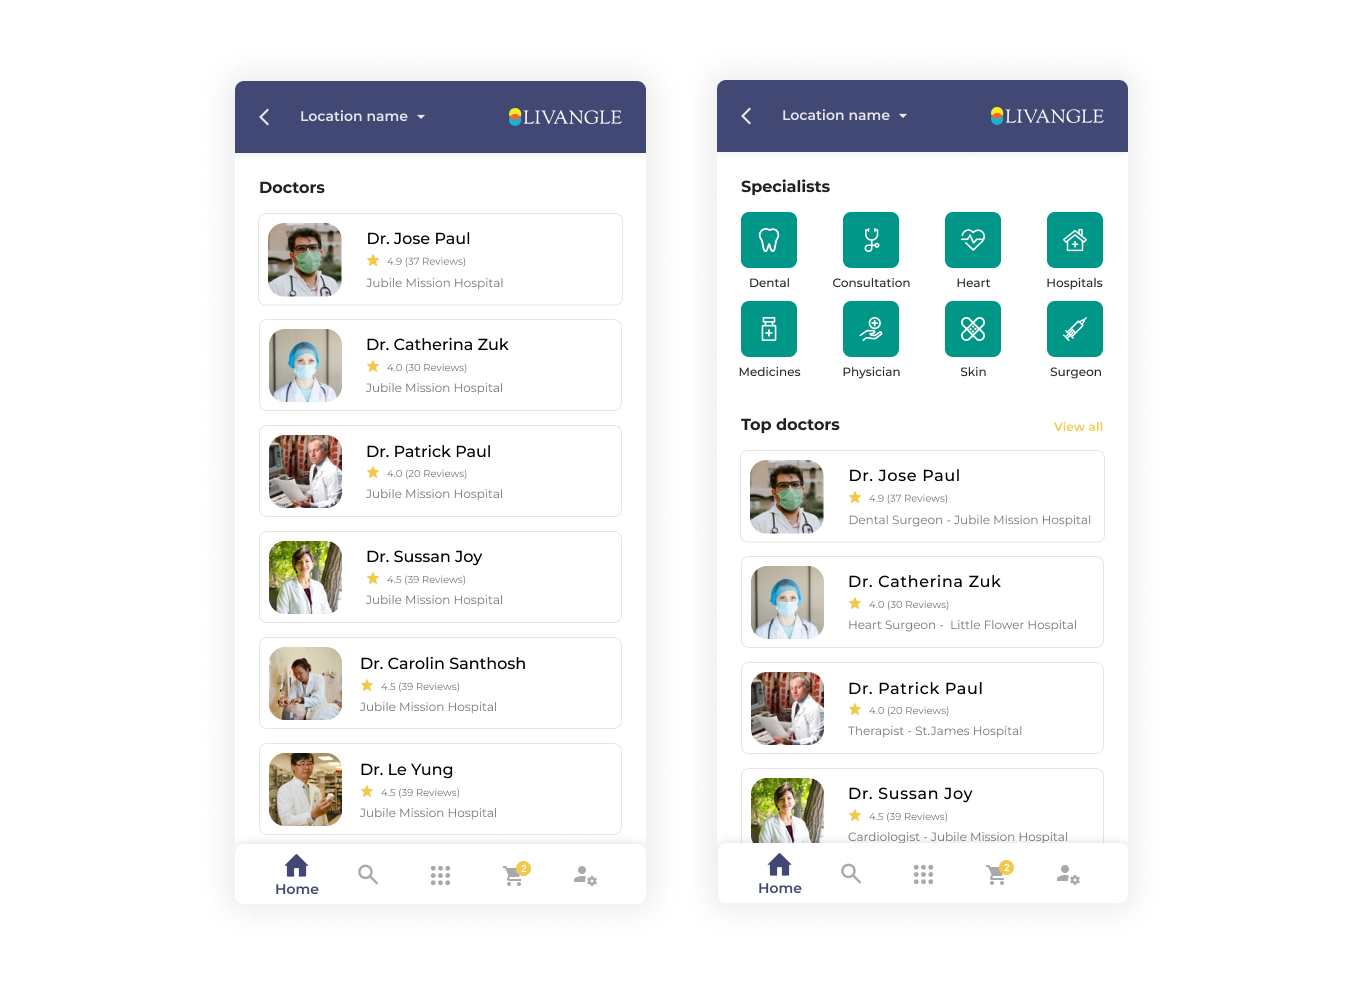 Location name
LIVANGLE
Doctors
Dr. Jose Paul
4.9 (37 Reviews)
Jubile Mission Hospital
Dr. Catherina Zuk
4.0 (30 Reviews)
Jubile Mission Hospital
Dr. Patrick Paul
4.0 (20 Reviews)
Jubile Mission Hospital
Dr. Sussan Joy
4.5 (39 Reviews)
Jubile Mission Hospital
Dr. Carolin Santhosh
4.5 (39 Reviews)
Jubile Mission Hospital
Dr. Le Yung
4.5 (39 Reviews)
Jubile Mission Hospital
2
Home
Location name
LIVANGLE
Specialists
Dental
Consultation
Heart
Hospitals
Medicines
Physician
Skin
Surgeon
Top doctors
View all
Dr. Jose Paul
4.9 (37 Reviews)
Dental Surgeon - Jubile Mission Hospital
Dr. Catherina Zuk
4.0 (30 Reviews)
Heart Surgeon - Little Flower Hospital
Dr. Patrick Paul
4.0 (20 Reviews)
Therapist - St.James Hospital
Dr. Sussan Joy
4.5 (39 Reviews)
Cardiologist - Jubile Mission Hospital
2
Home